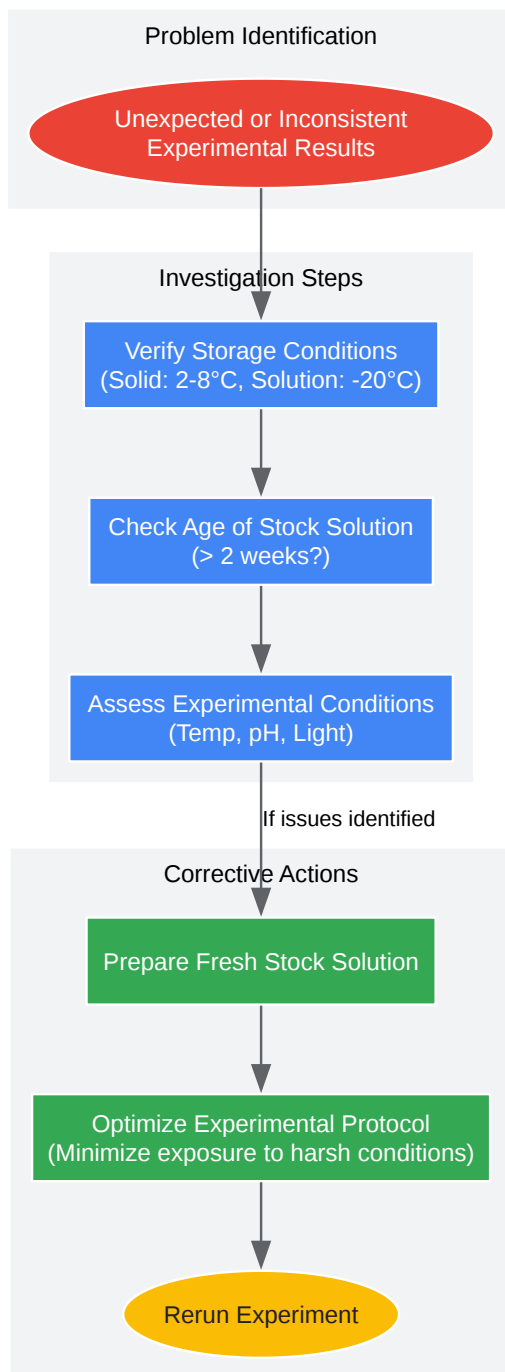 Problem Identification
Unexpected or Inconsistent
Experimental Results
Investigation Steps
Verify Storage Conditions
(Solid: 2-8°C, Solution: -20°C)
Check Age of Stock Solution
(> 2 weeks?)
Assess Experimental Conditions
(Temp, pH, Light)
If issues identified
Corrective Actions
Prepare Fresh Stock Solution
Optimize Experimental Protocol
(Minimize exposure to harsh conditions)
Rerun Experiment